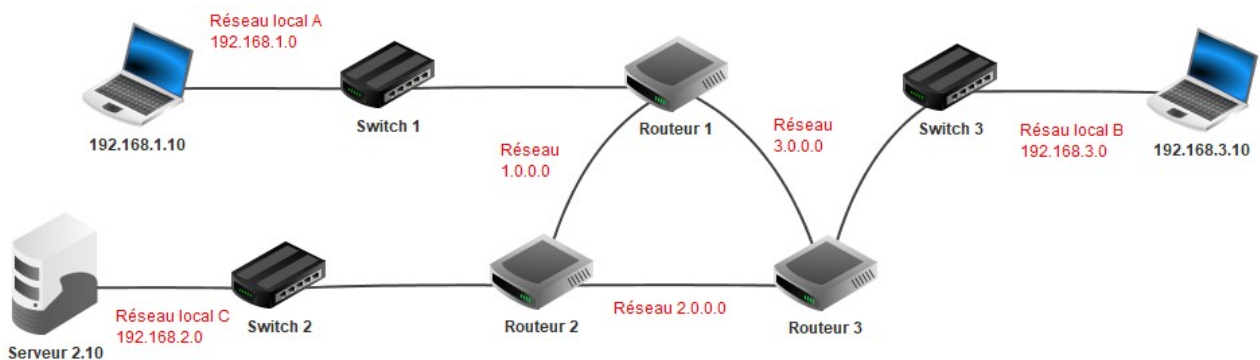 Réseau local A
192.168.1.0
192.168.1.10
Switch 1
Routeur 1
Réseau
1.0.0.0
Réseau
3.0.0.0
Switch 3
Résau local B
192.168.3.0
192.168.3.10
Serveur 2.10
Réseau local C
192.168.2.0
Switch 2
Routeur 2
Réseau 2.0.0.0
Routeur 3